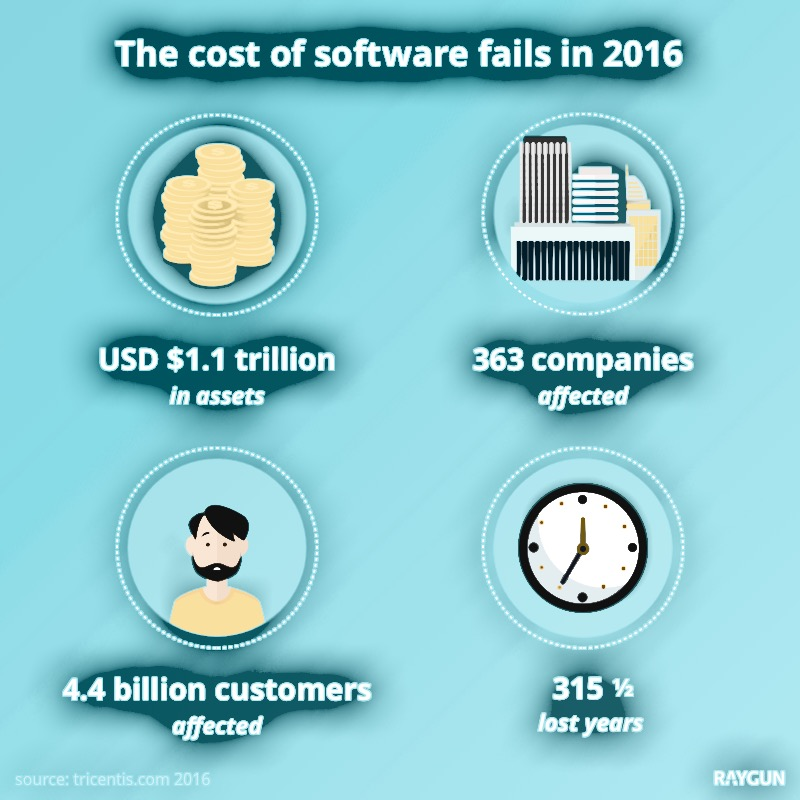 The cost of software fails in 2016
USD $1.1 trillion
in assets
363 companies
affected
4.4 billion customers
affected
315 ½
lost years
source: tricentis.com 2016
RAYGUN